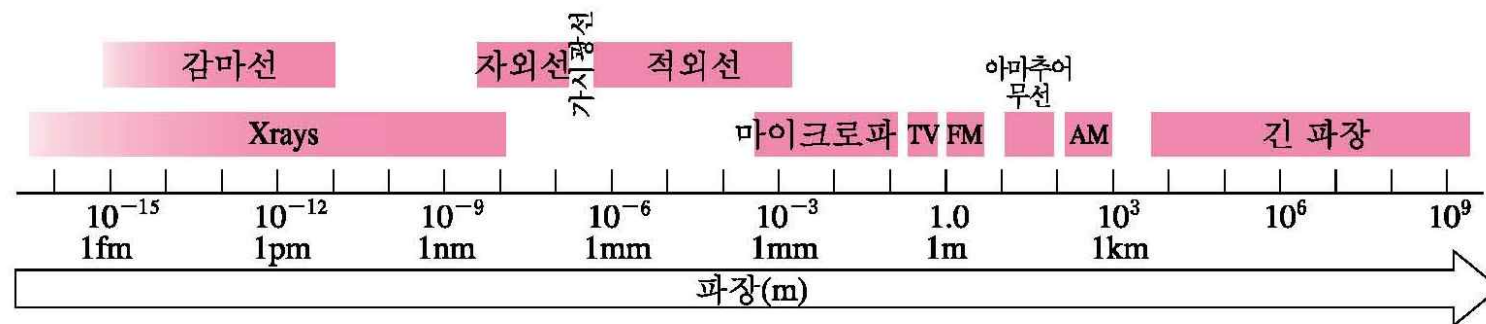 감마선 자외선 가시광선 적외선 아마추어
무선
Xrays 마이크로파 TV FM AM 긴 파장
10⁻¹⁵ 10⁻¹² 10⁻⁹ 10⁻⁶ 10⁻³ 1.0 10³ 10⁶ 10⁹
1fm 1pm 1nm 1mm 1mm 1m 1km
파장(m)